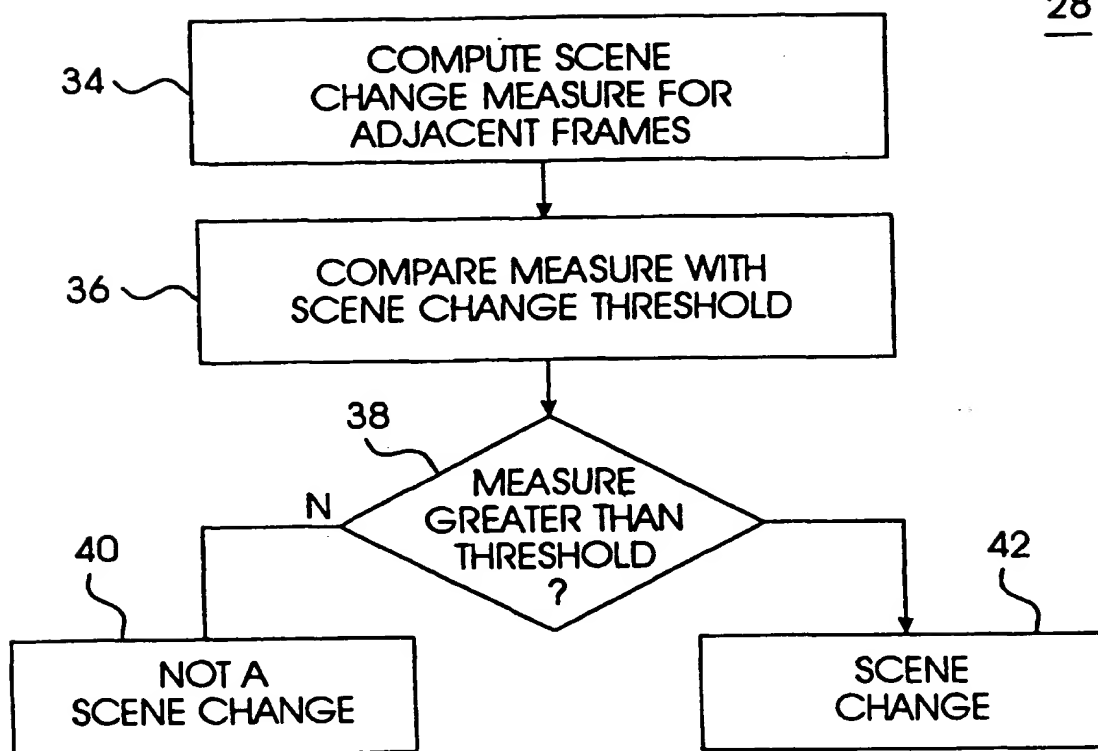 28
34
COMPUTE SCENE
CHANGE MEASURE FOR
ADJACENT FRAMES
36
COMPARE MEASURE WITH
SCENE CHANGE THRESHOLD
38
MEASURE
GREATER THAN
THRESHOLD
?
N
40
NOT A
SCENE CHANGE
42
SCENE
CHANGE